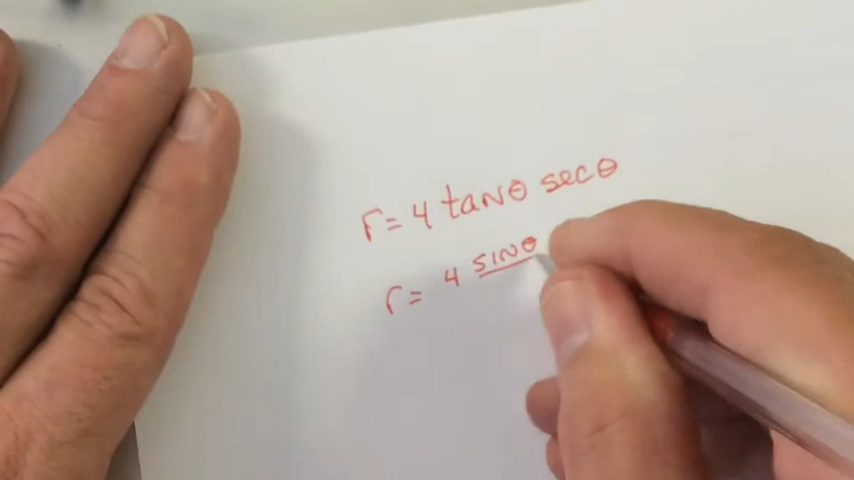 r = 4 tanθ secθ
r = 4 sinθ